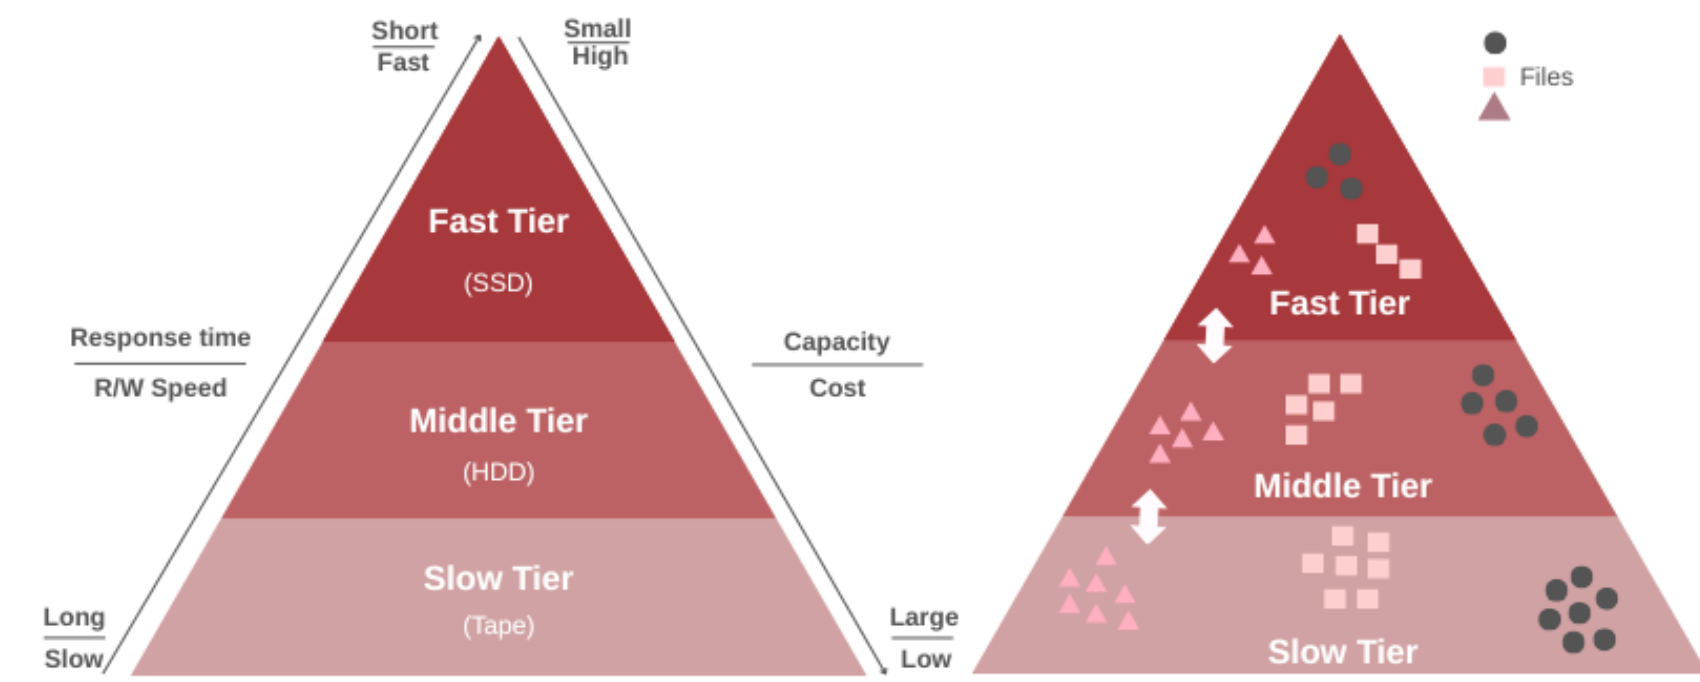 Short
Fast
Small
High
Fast Tier
(SSD)
Response time
R/W Speed
Capacity
Cost
Middle Tier
(HDD)
Slow Tier
(Tape)
Long
Slow
Large
Low
Files
Fast Tier
Middle Tier
Slow Tier